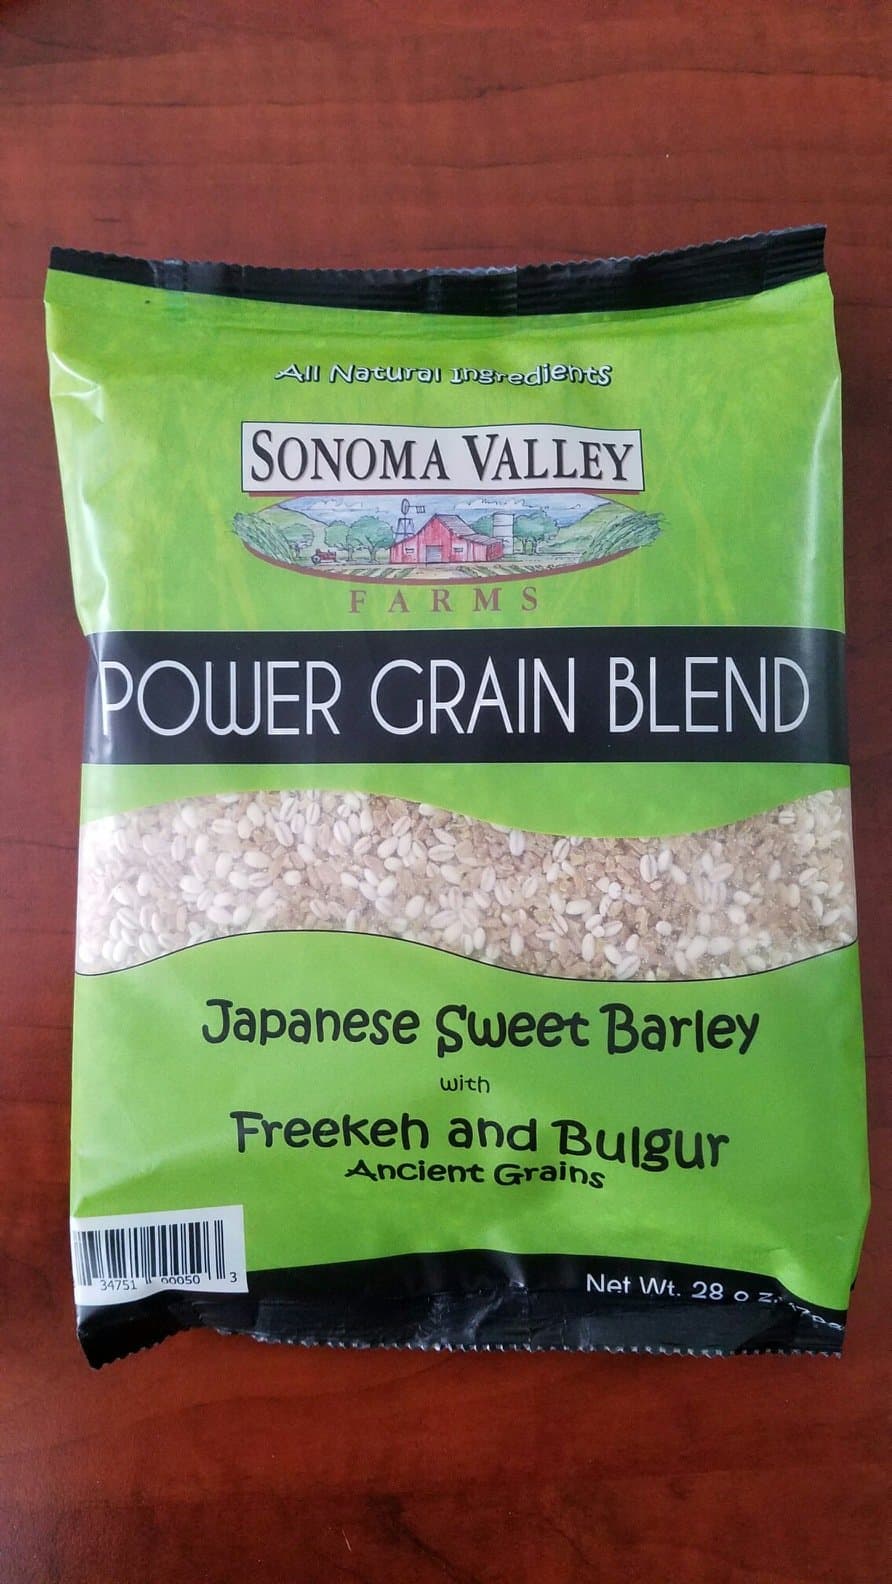 All Natural Ingredients
SONOMA VALLEY
FARMS
POWER GRAIN BLEND
Japanese Sweet Barley
with
Freekeh and Bulgur
Ancient Grains
34751 00050 3
Net Wt. 28 oz.